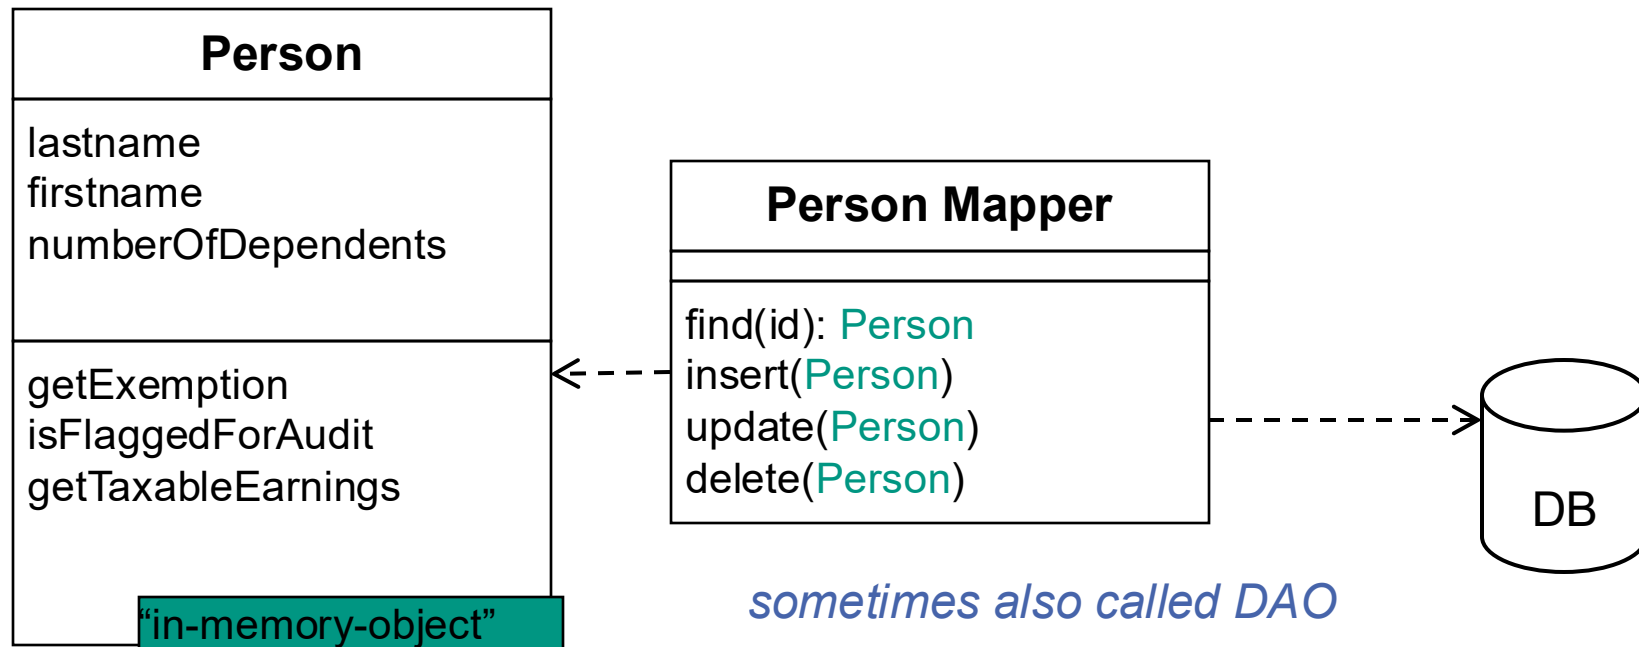 Person
lastname
firstname
numberOfDependents
getExemption
isFlaggedForAudit
getTaxableEarnings
“in-memory-object”
Person Mapper
find(id): Person
insert(Person)
update(Person)
delete(Person)
sometimes also called DAO
DB